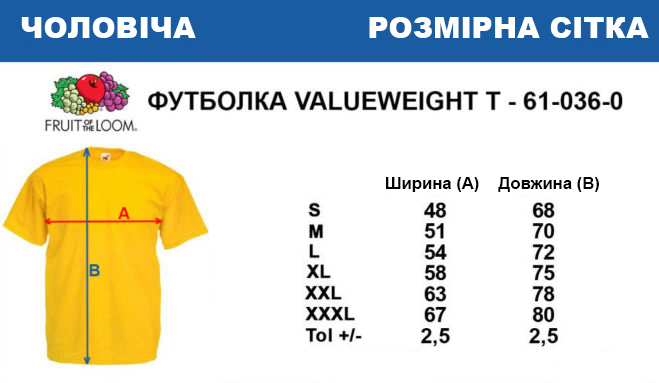 ЧОЛОВІЧА РОЗМІРНА СІТКА
FRUIT OF THE LOOM®
ФУТБОЛКА VALUEWEIGHT T - 61-036-0
Ширина (A) Довжина (B)
S 48 68
M 51 70
L 54 72
XL 58 75
XXL 63 78
XXXL 67 80
Tol +/- 2,5 2,5
A
B